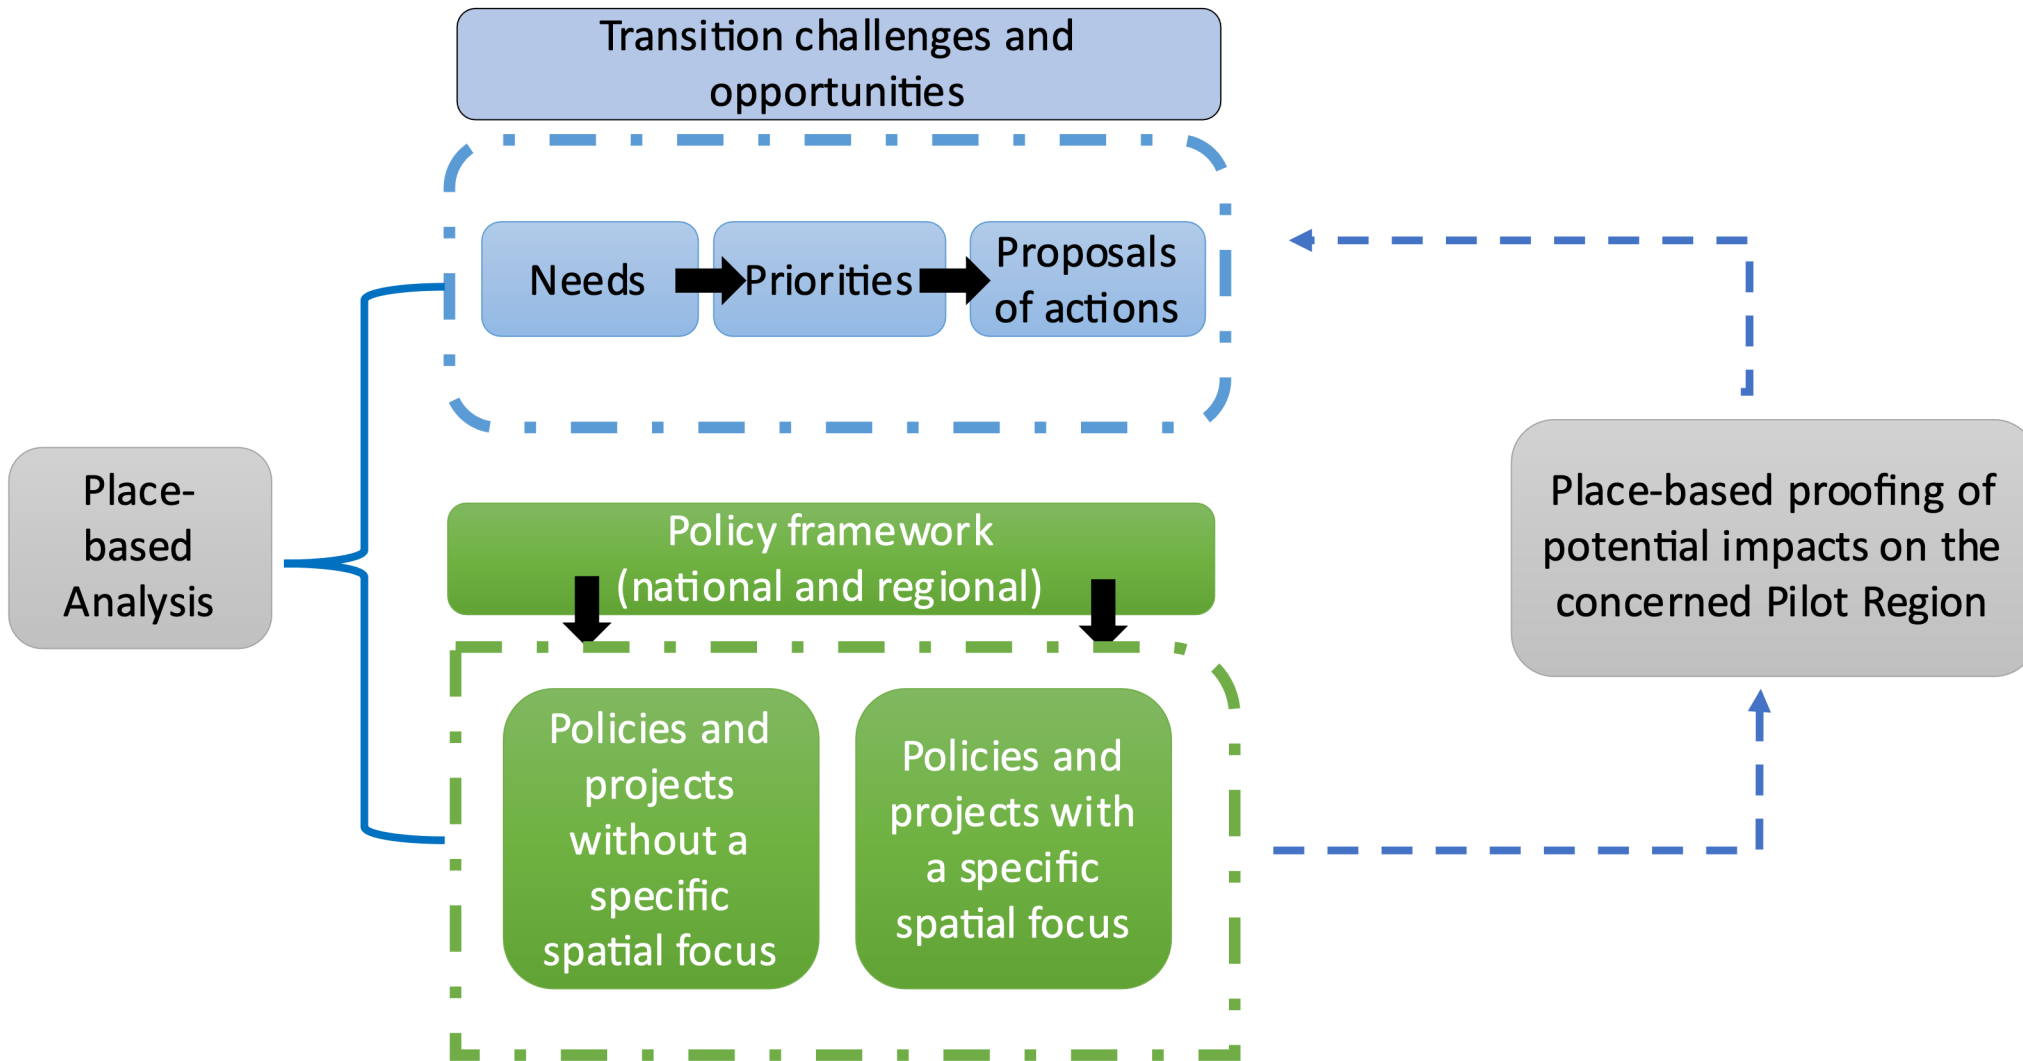 Transition challenges and
opportunities
Needs
Priorities
Proposals
of actions
Place-
based
Analysis
Policy framework
(national and regional)
Policies and
projects
without a
specific
spatial focus
Policies and
projects with
a specific
spatial focus
Place-based proofing of
potential impacts on the
concerned Pilot Region